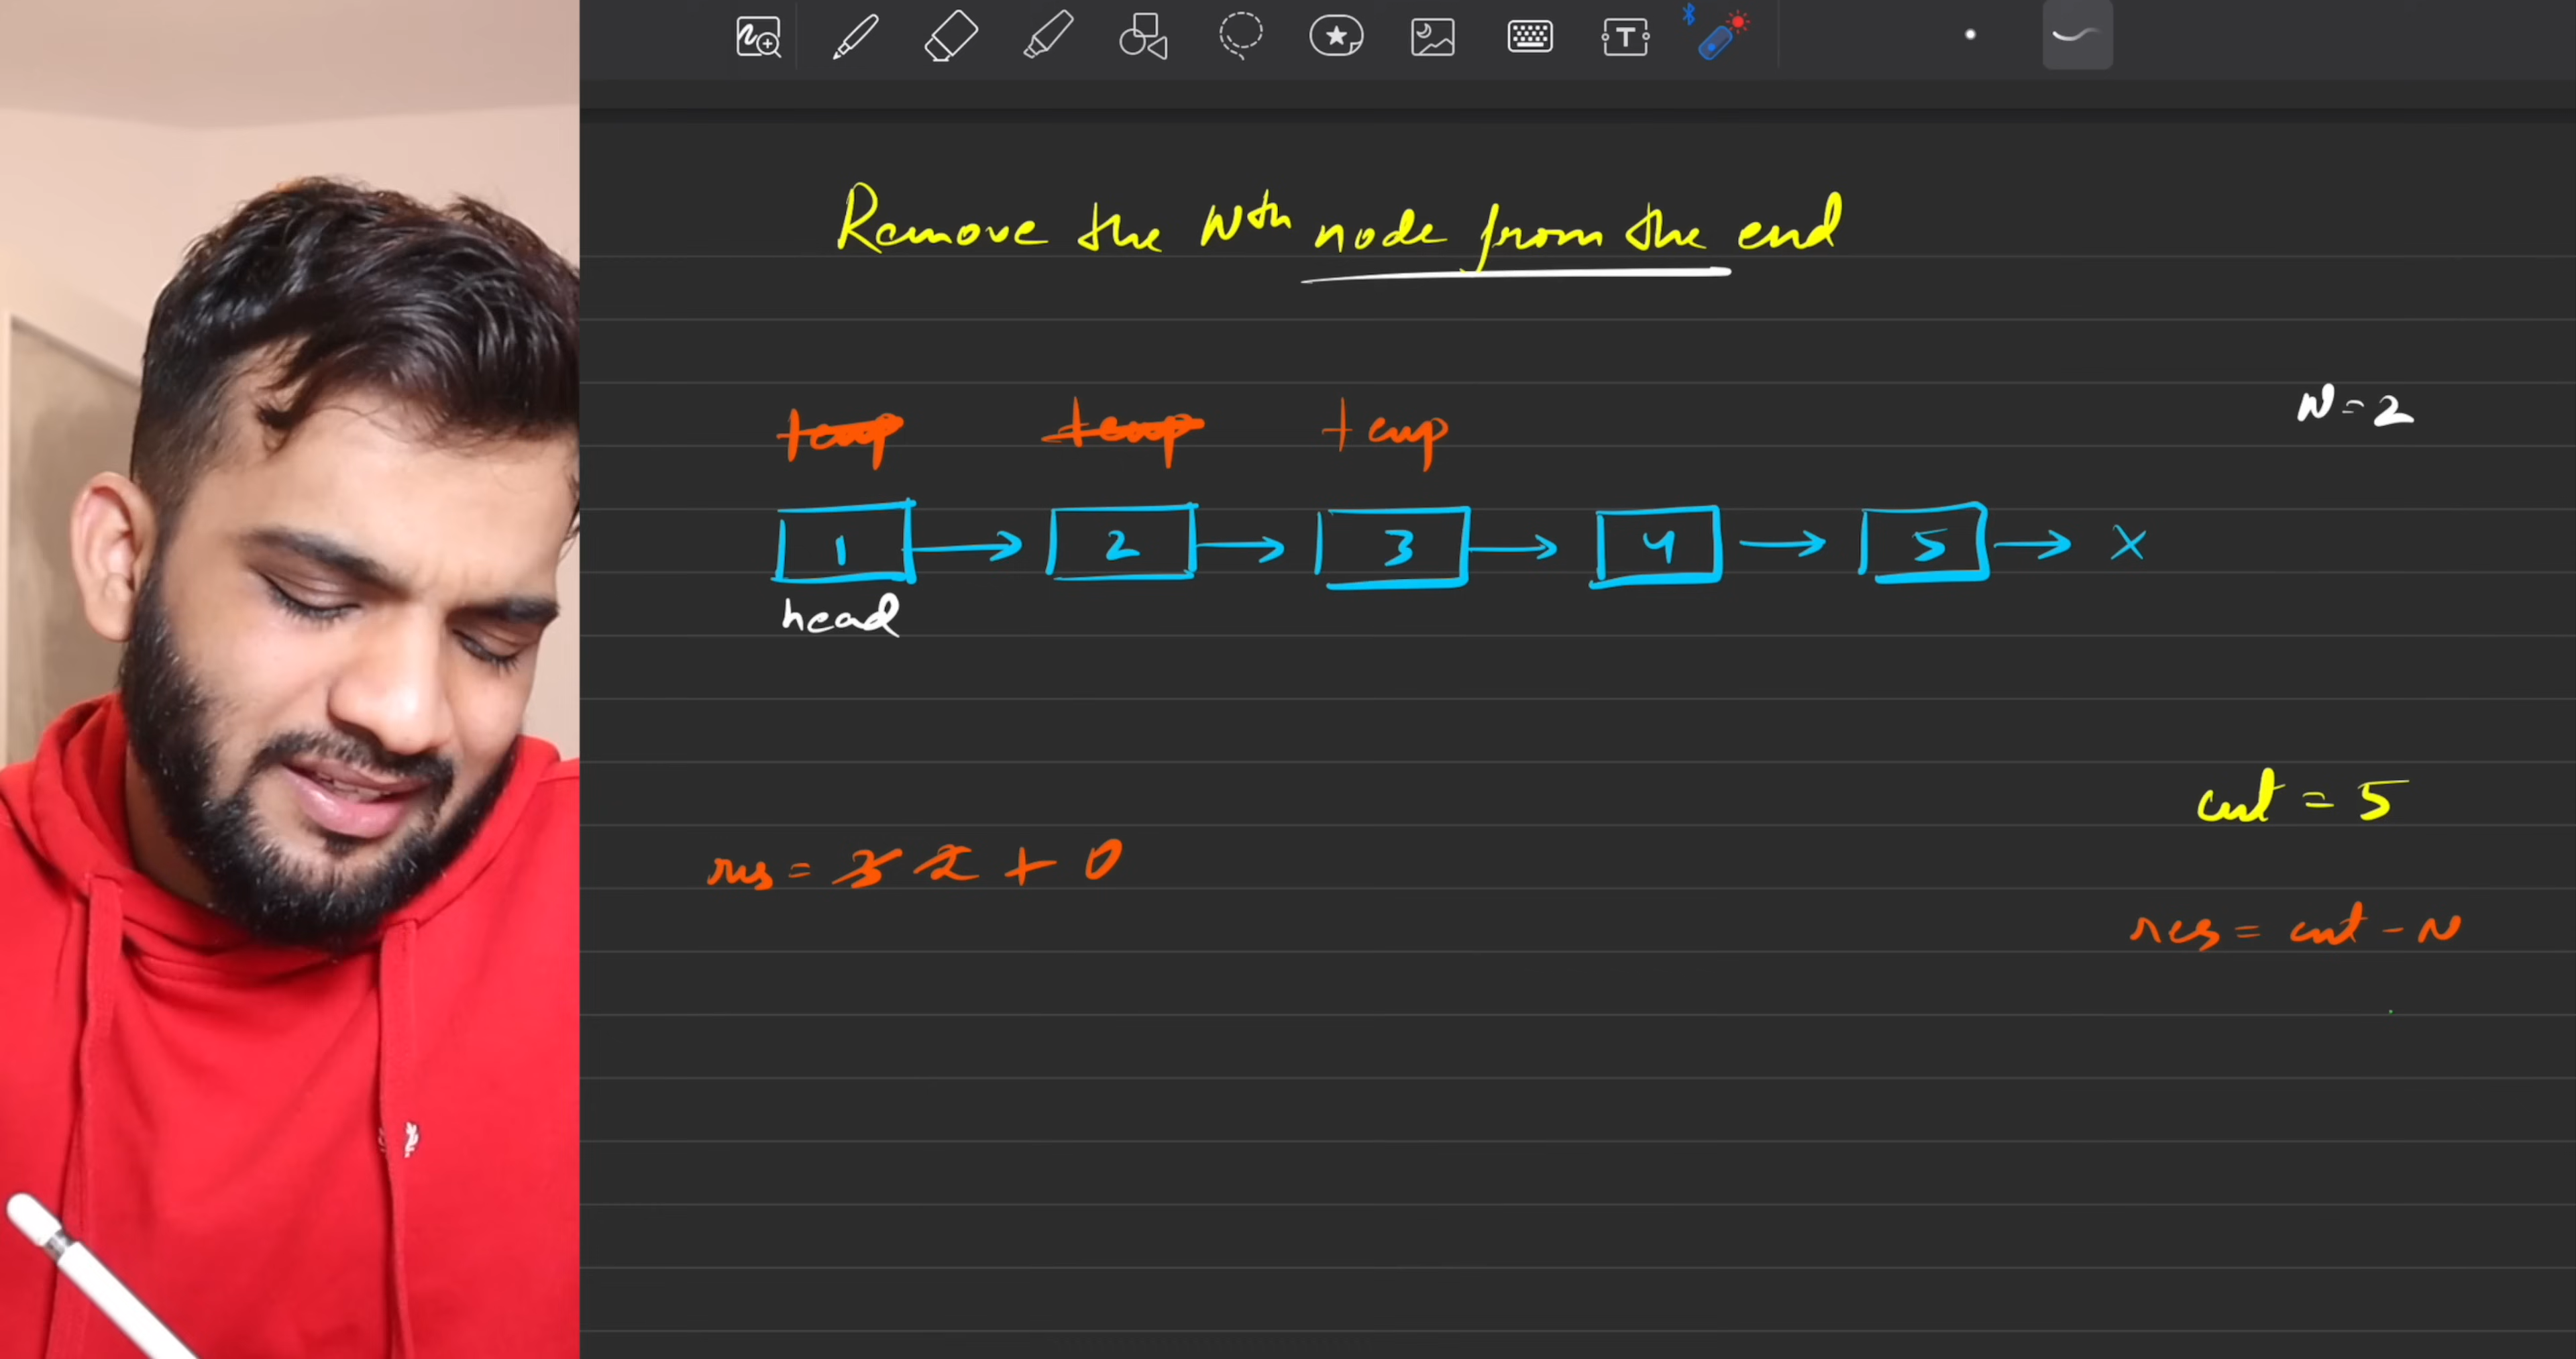 Remove the Nth node from the end
N = 2
temp temp temp
1 → 2 → 3 → 4 → 5 → X
head
cnt = 5
res = 3 2 1 0
res = cnt - N